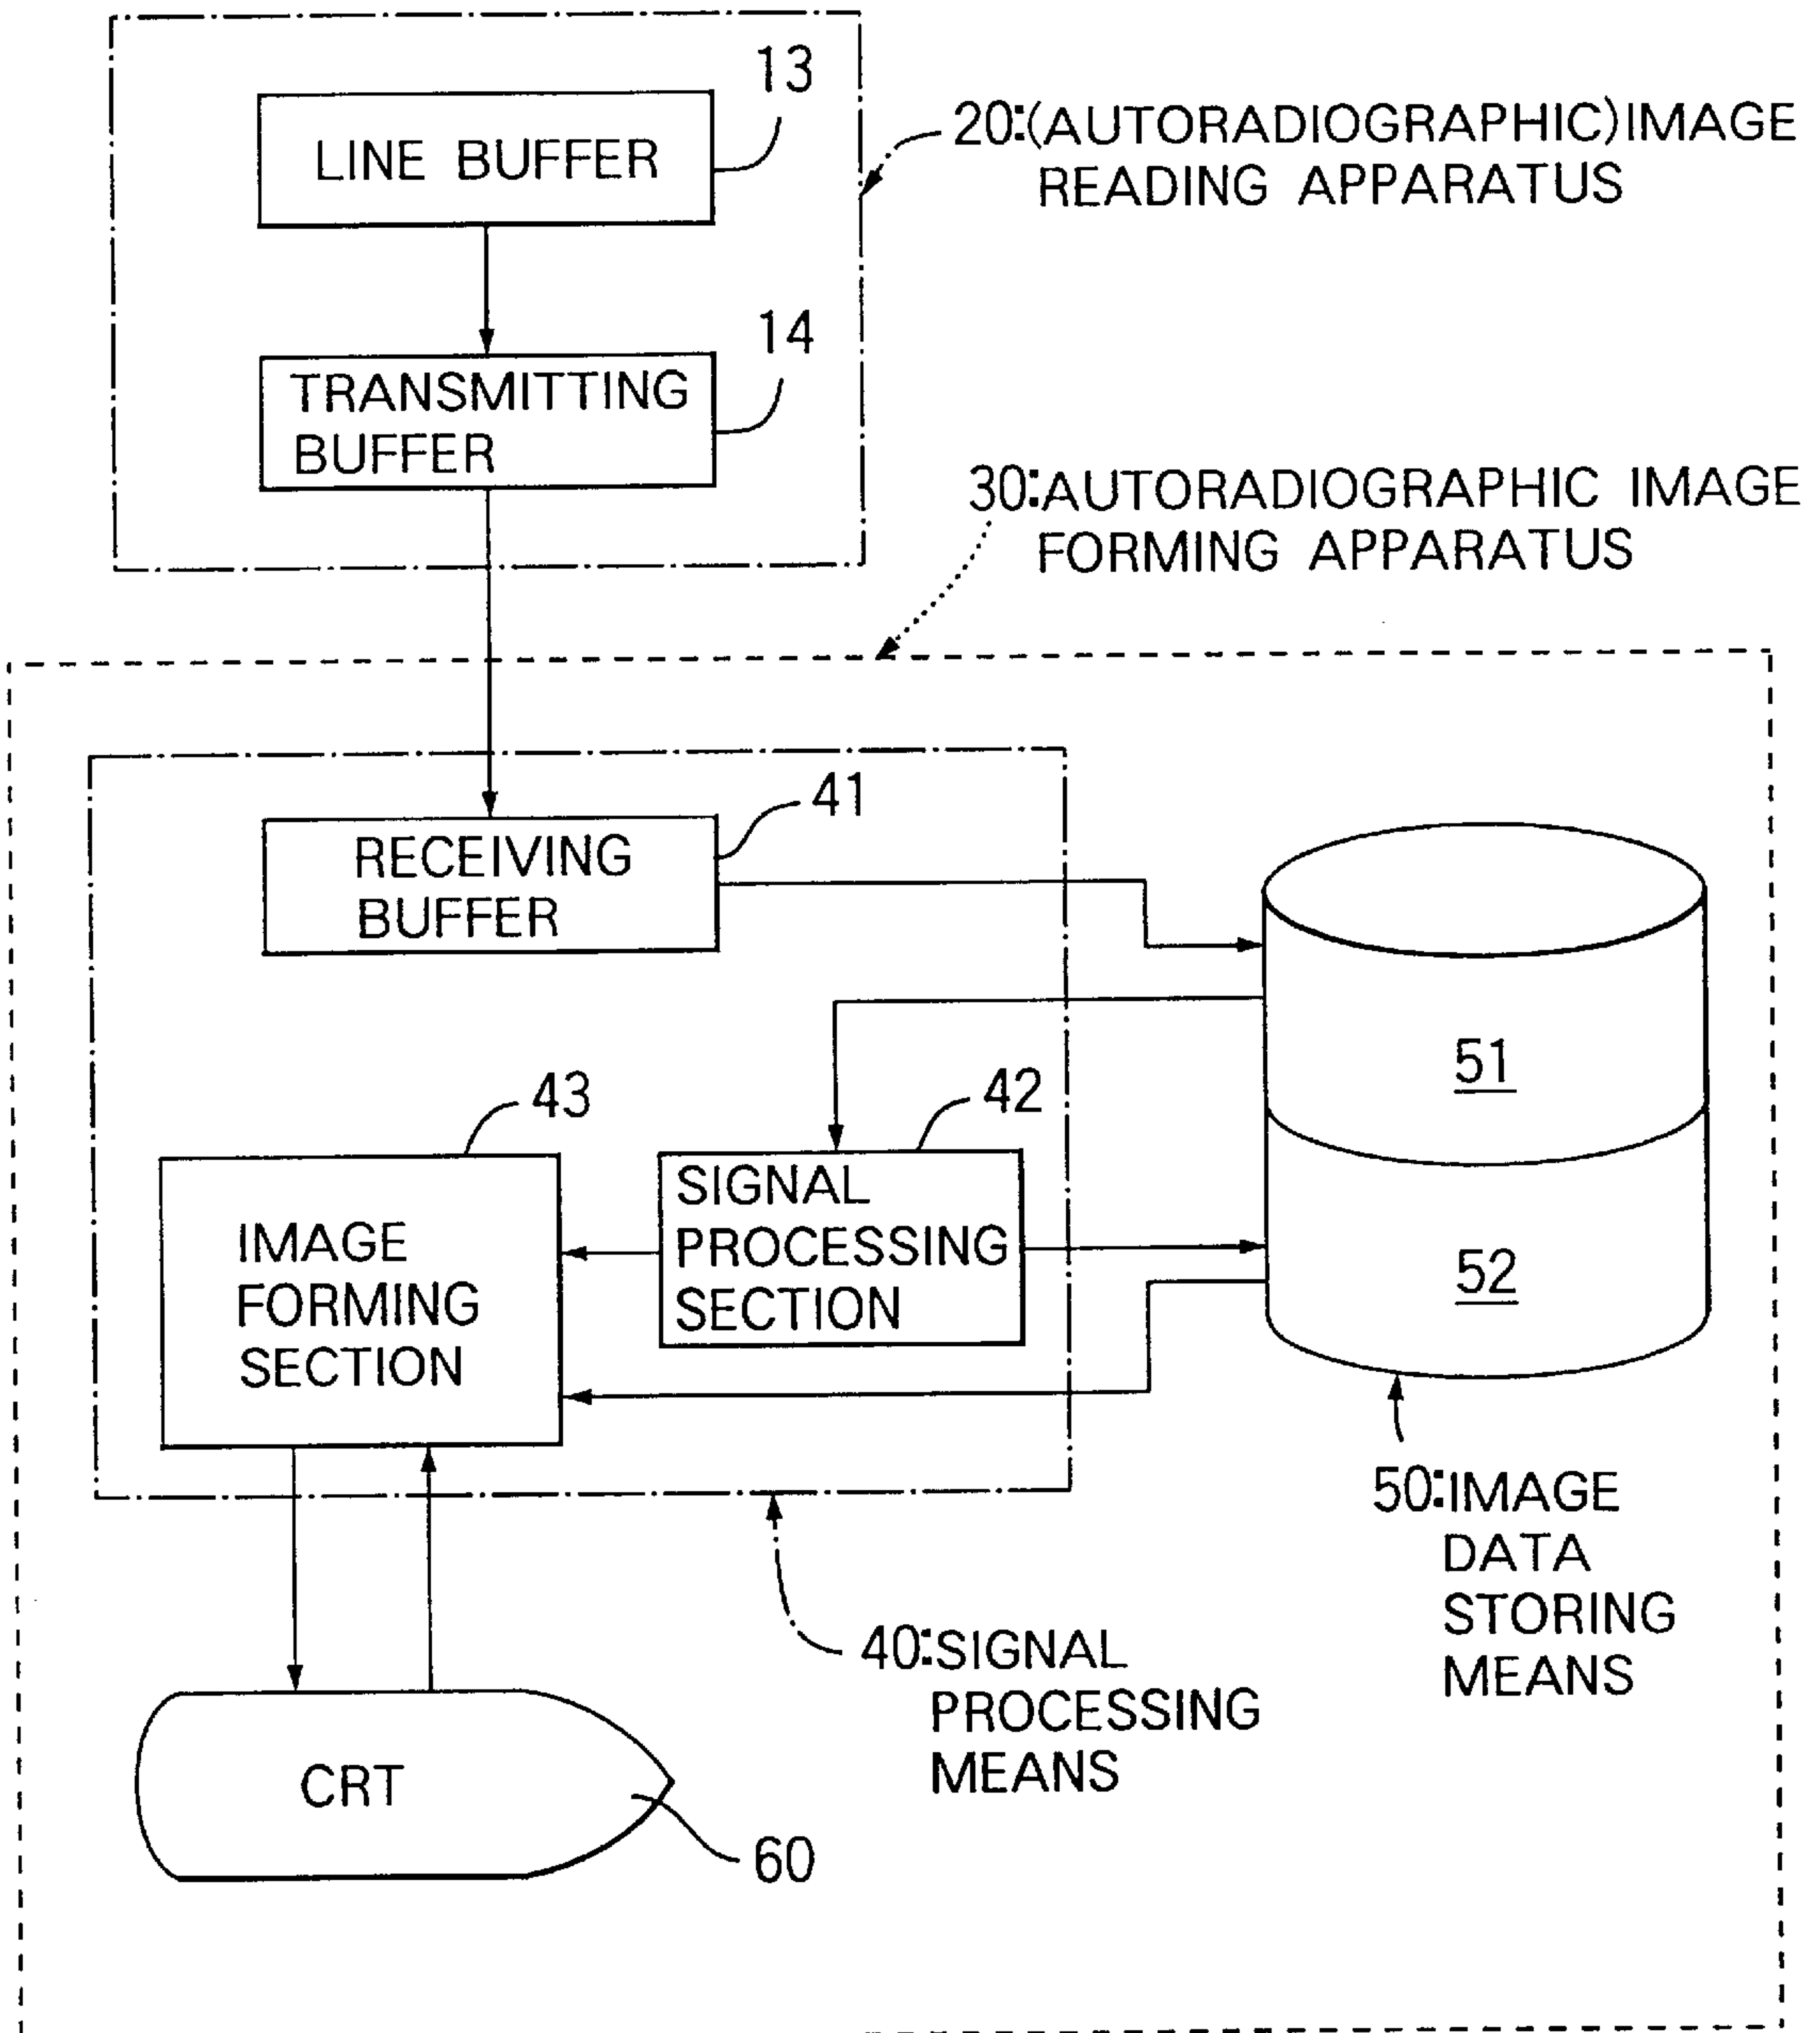 13
LINE BUFFER
20:(AUTORADIOGRAPHIC)IMAGE
READING APPARATUS
14
TRANSMITTING
BUFFER
30:AUTORADIOGRAPHIC IMAGE
FORMING APPARATUS
41
RECEIVING
BUFFER
51
43
42
SIGNAL
PROCESSING
SECTION
IMAGE
FORMING
SECTION
52
50:IMAGE
DATA
STORING
MEANS
40:SIGNAL
PROCESSING
MEANS
CRT
60